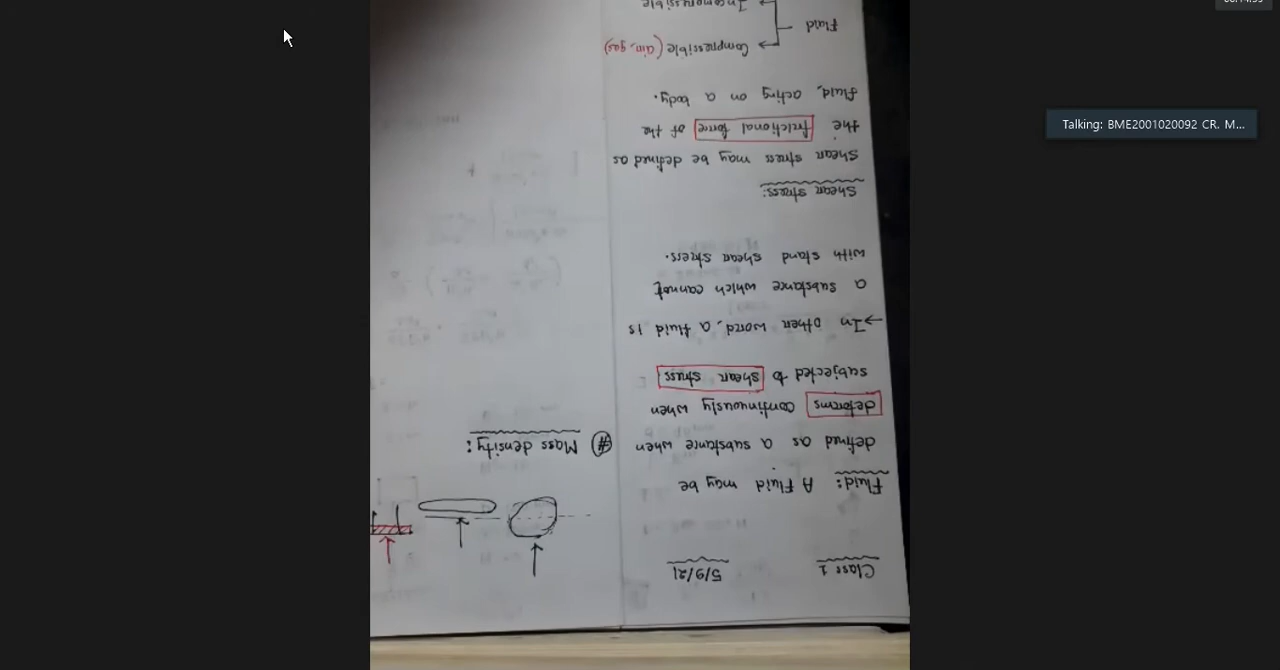 Talking: BME2001020092 CR. M...
Class 1 5/9/21
Fluid: A Fluid may be
defined as a substance when
deforms continuously when
subjected to shear stress
→ In other word, a fluid is
a substance which cannot
with stand shear stress.
Shear stress:
Shear stress may be defined as
the frictional force of the
fluid, acting on a body.
Fluid
Compressible (air, gas)
Incompressible
# Mass density: